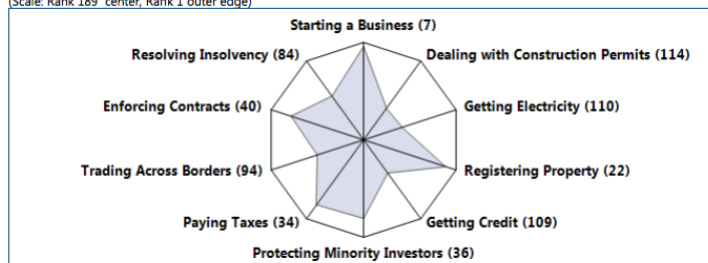 (Scale: Rank 189 center, Rank 1 outer edge)
Starting a Business (7)
Resolving Insolvency (84)
Dealing with Construction Permits (114)
Enforcing Contracts (40)
Getting Electricity (110)
Trading Across Borders (94)
Registering Property (22)
Paying Taxes (34)
Getting Credit (109)
Protecting Minority Investors (36)